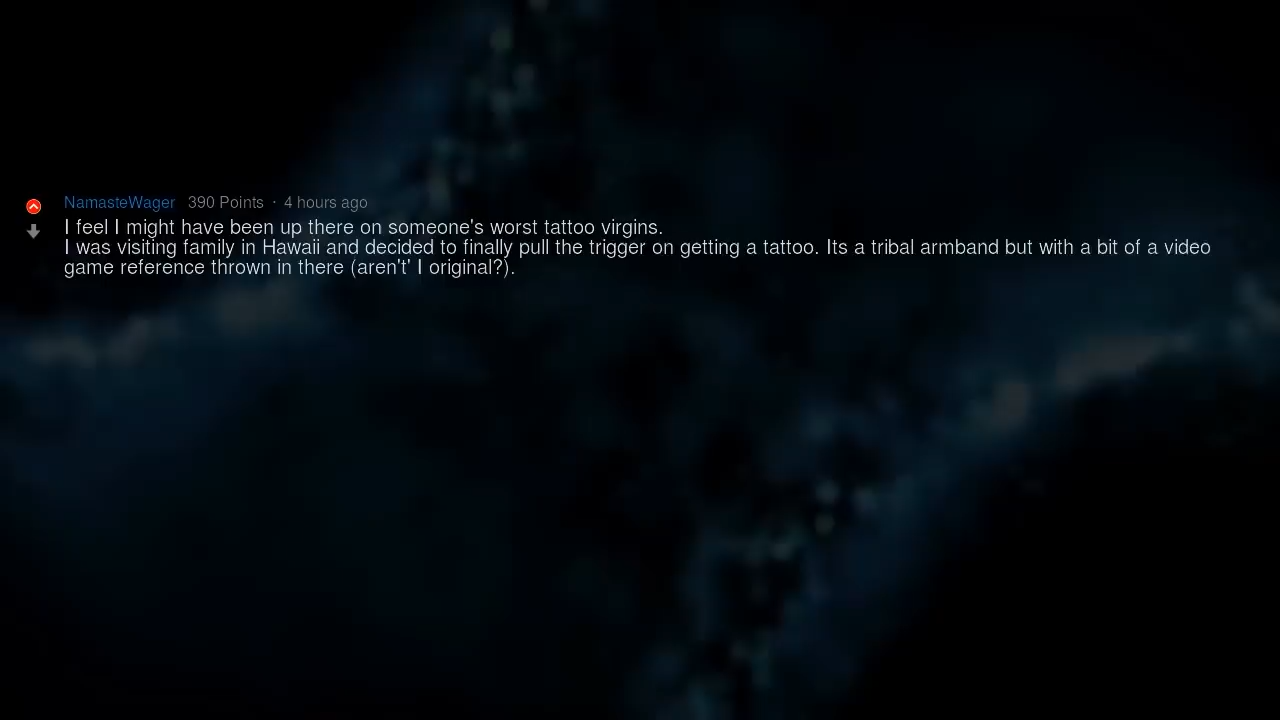 NamasteWager 390 Points · 4 hours ago
I feel I might have been up there on someone's worst tattoo virgins.
I was visiting family in Hawaii and decided to finally pull the trigger on getting a tattoo. Its a tribal armband but with a bit of a video
game reference thrown in there (aren't' I original?).